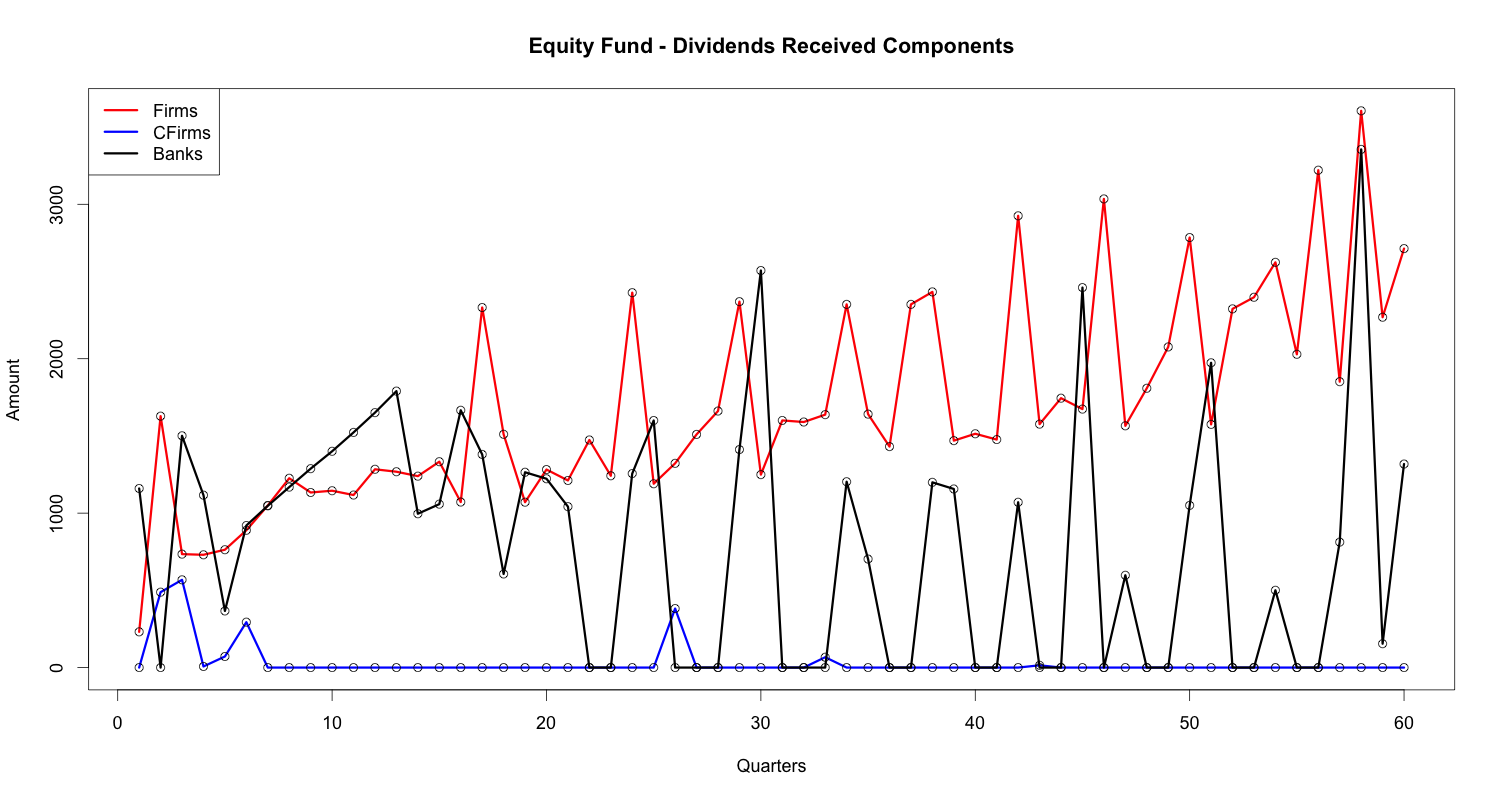 Equity Fund - Dividends Received Components
Firms
CFirms
Banks
Amount
3000
2000
1000
0
0 10 20 30 40 50 60
Quarters